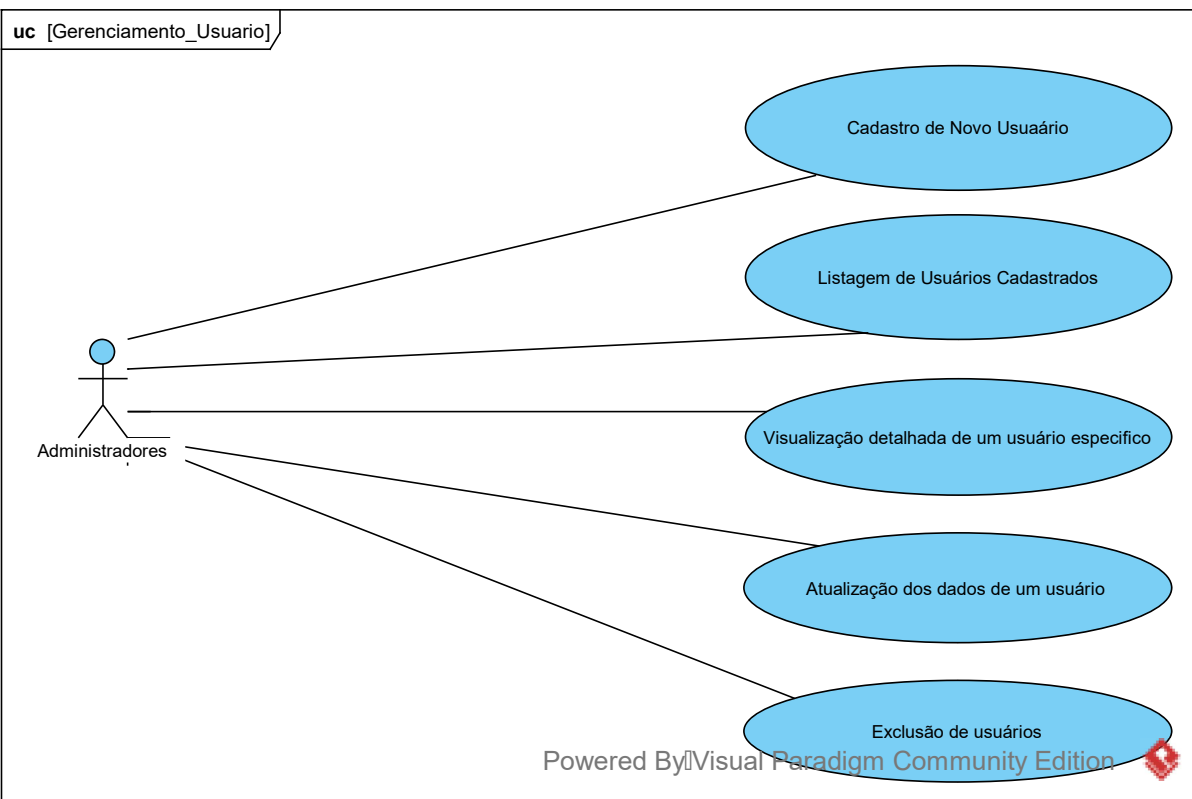 uc [Gerenciamento_Usuario]
Cadastro de Novo Usuaário
Listagem de Usuários Cadastrados
Visualização detalhada de um usuário especifico
Administradores
Atualização dos dados de um usuário
Exclusão de usuários
Powered By Visual Paradigm Community Edition